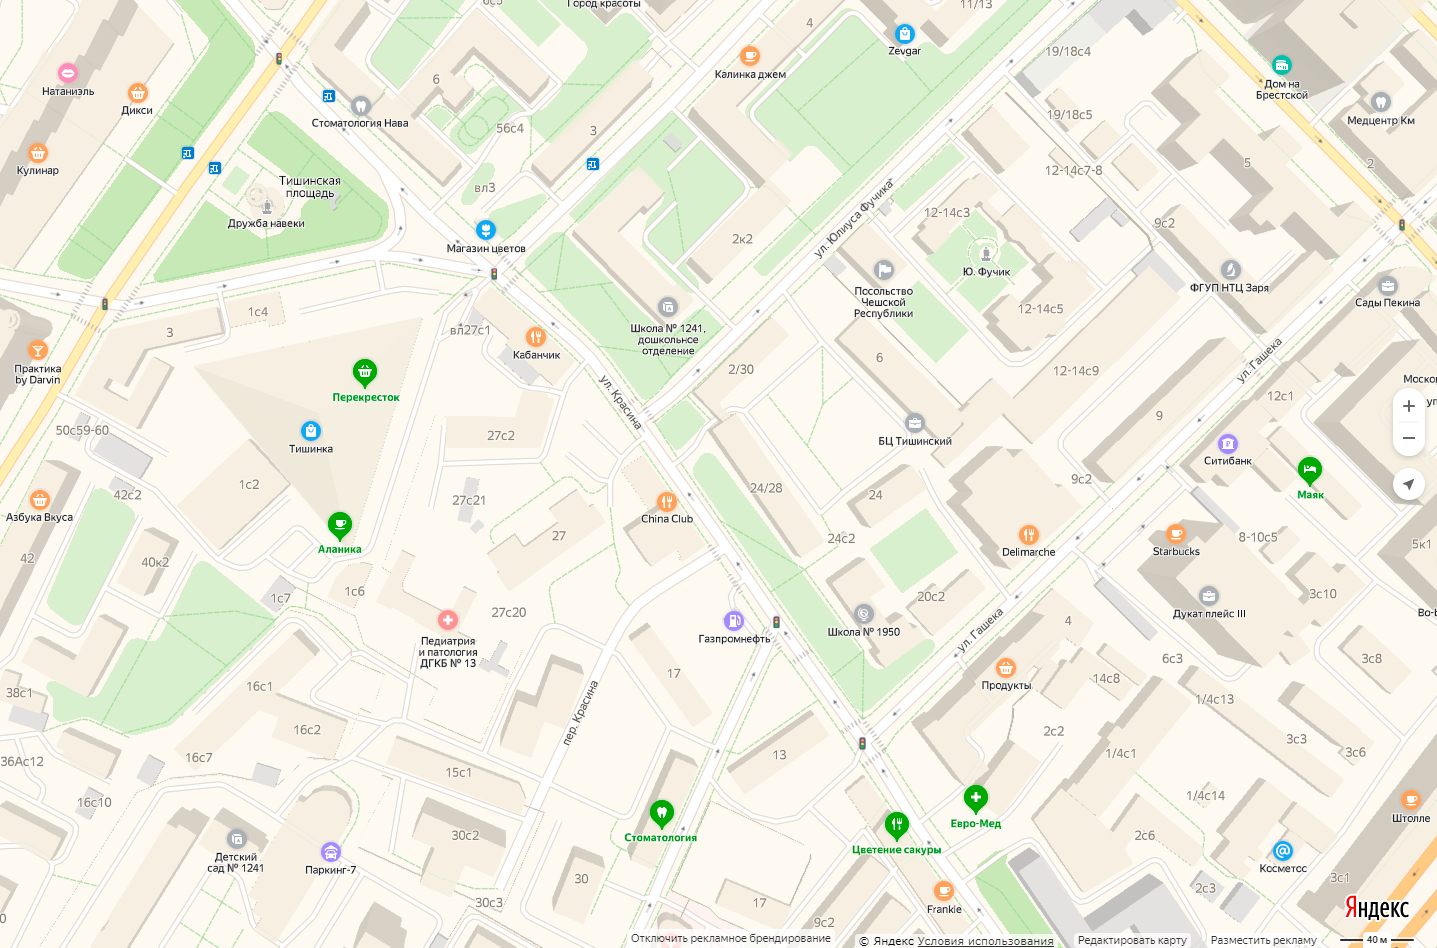 6с5
Город красоты
4
11/13
Zevgar
19/18с4
Калинка джем
Натаниэль
6
Дикси
Дом на
Брестской
Стоматология Нава
56с4
3
19/18с5
Медцентр Км
Кулинар
5
2
12-14с7-8
Тишинская
площадь
вл3
ул. Юлиуса Фучика
Дружба навеки
12-14с3
9с2
2к2
Магазин цветов
Ю. Фучик
ФГУП НТЦ Заря
Посольство
Чешской
Республики
Сады Пекина
1с4
3
вл27с1
12-14с5
Школа № 1241,
дошкольное
отделение
Кабанчик
6
ул. Гашека
Практика
by Darvin
2/30
12-14с9
Перекресток
ул. Красина
12с1
Москов
уп
9
50с59-60
27с2
БЦ Тишинский
Тишинка
Ситибанк
1с2
9с2
42с2
27с21
24/28
24
Маяк
Азбука Вкуса
China Club
27
24с2
8-10с5
5к1
Аланика
Delimarche
Starbucks
42
40к2
1с6
1с7
20с2
3с10
27с20
Дукат плейс III
Во-b
4
Педиатрия
и патология
ДГКБ № 13
Газпромнефть
Школа № 1950
ул. Гашека
6с3
3с8
17
Продукты
14с8
38с1
16с1
1/4с13
пер. Красина
16с2
2с2
3с3
3с6
16с7
13
1/4с1
36Ас12
15с1
16с10
1/4с14
Евро-Мед
Штолле
30с2
Стоматология
2с6
Цветение сакуры
Детский
сад № 1241
Паркинг-7
Косметос
30
3с1
2с3
30с3
17
Frankie
9с2
Яндекс
Отключить рекламное брендирование
© Яндекс Условия использования
Редактировать карту
Разместить рекламу
40 м